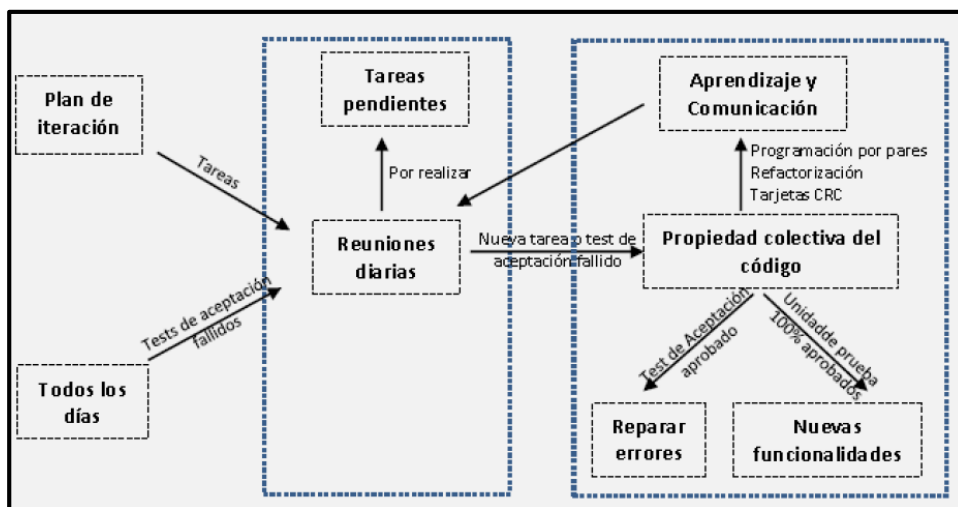 Plan de
iteración
Tareas
Tests de aceptación
fallidos
Todos los
días
Tareas
pendientes
Por realizar
Reuniones
diarias
Nueva tarea o test de
aceptación fallido
Aprendizaje y
Comunicación
Programación por pares
Refactorización
Tarjetas CRC
Propiedad colectiva del
código
Test de Aceptación
aprobado
Unidadde prueba
100% aprobados
Reparar
errores
Nuevas
funcionalidades